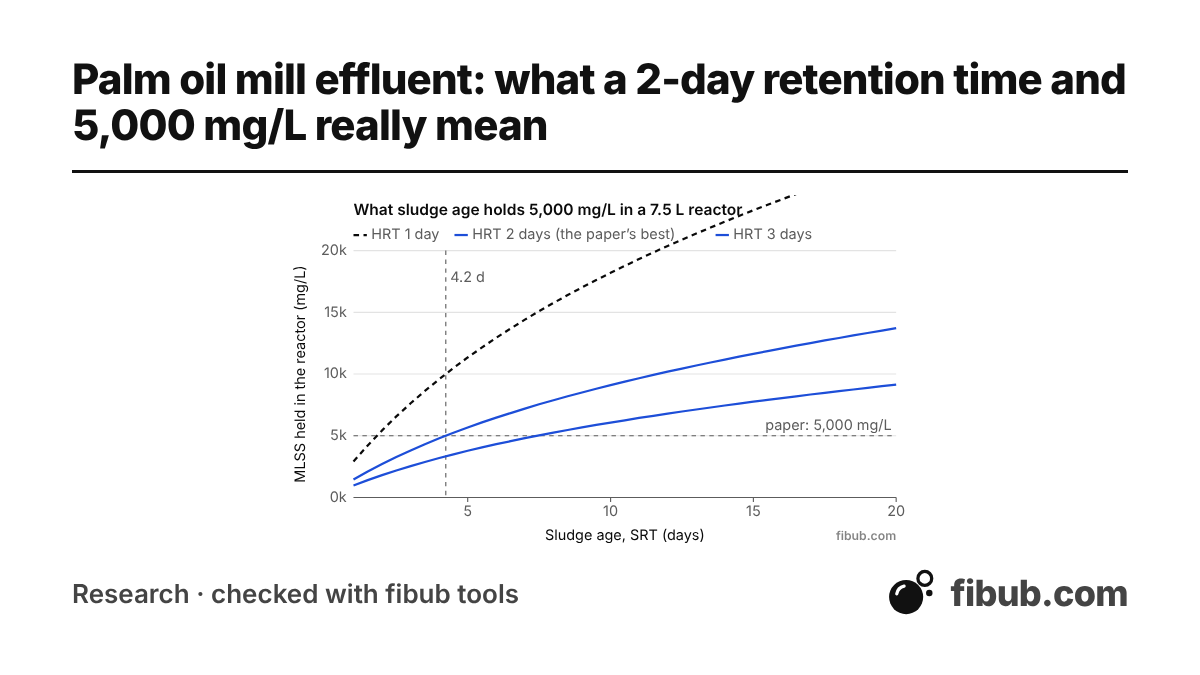 Palm oil mill effluent: what a 2-day retention time and
5,000 mg/L really mean
What sludge age holds 5,000 mg/L in a 7.5 L reactor
HRT 1 day HRT 2 days (the paper’s best) HRT 3 days
MLSS held in the reactor (mg/L)
20k
4.2 d
15k
10k
paper: 5,000 mg/L
5k
0k
5 10 15 20
Sludge age, SRT (days)
fibub.com
Research · checked with fibub tools
fibub.com